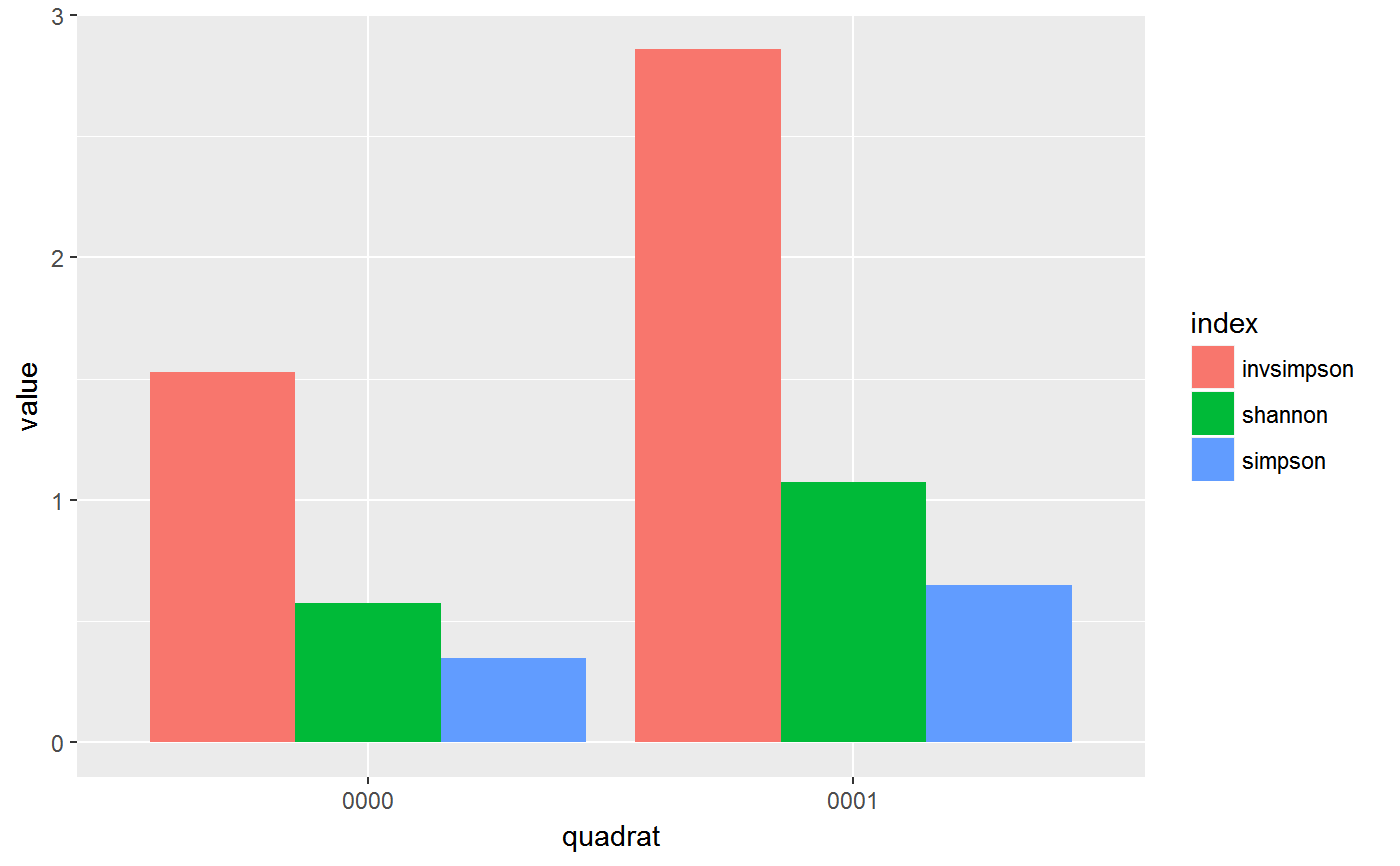 3
2
1
0
value
0000
0001
quadrat
index
invsimpson
shannon
simpson